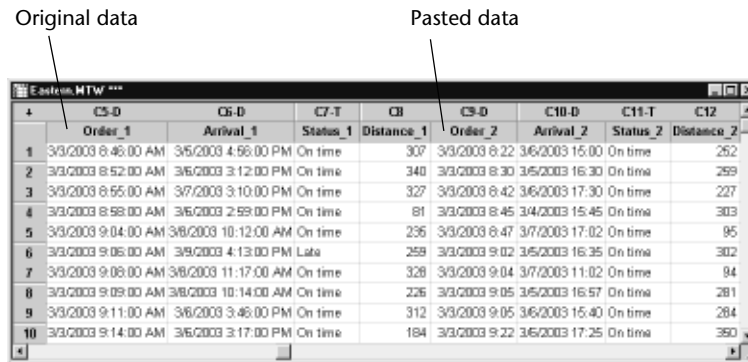 Original data Pasted data
Eastern.MTW ***
+ C5-D C6-D C7-T C8 C9-D C10-D C11-T C12
Order_1 Arrival_1 Status_1 Distance_1 Order_2 Arrival_2 Status_2 Distance_2
1 3/3/2003 8:46:00 AM 3/5/2003 4:56:00 PM On time 307 3/3/2003 8:22 3/6/2003 15:00 On time 252
2 3/3/2003 8:52:00 AM 3/6/2003 3:12:00 PM On time 340 3/3/2003 8:30 3/5/2003 16:30 On time 259
3 3/3/2003 8:55:00 AM 3/7/2003 3:10:00 PM On time 327 3/3/2003 8:42 3/6/2003 17:30 On time 227
4 3/3/2003 8:58:00 AM 3/6/2003 2:59:00 PM On time 81 3/3/2003 8:45 3/4/2003 15:45 On time 303
5 3/3/2003 9:04:00 AM 3/8/2003 10:12:00 AM On time 235 3/3/2003 8:47 3/7/2003 17:02 On time 95
6 3/3/2003 9:06:00 AM 3/9/2003 4:13:00 PM Late 259 3/3/2003 9:02 3/5/2003 16:35 On time 302
7 3/3/2003 9:08:00 AM 3/8/2003 11:17:00 AM On time 328 3/3/2003 9:04 3/7/2003 11:02 On time 94
8 3/3/2003 9:09:00 AM 3/8/2003 10:14:00 AM On time 226 3/3/2003 9:05 3/5/2003 16:57 On time 281
9 3/3/2003 9:11:00 AM 3/6/2003 3:46:00 PM On time 312 3/3/2003 9:05 3/6/2003 15:40 On time 284
10 3/3/2003 9:14:00 AM 3/6/2003 3:17:00 PM On time 184 3/3/2003 9:22 3/6/2003 17:25 On time 350